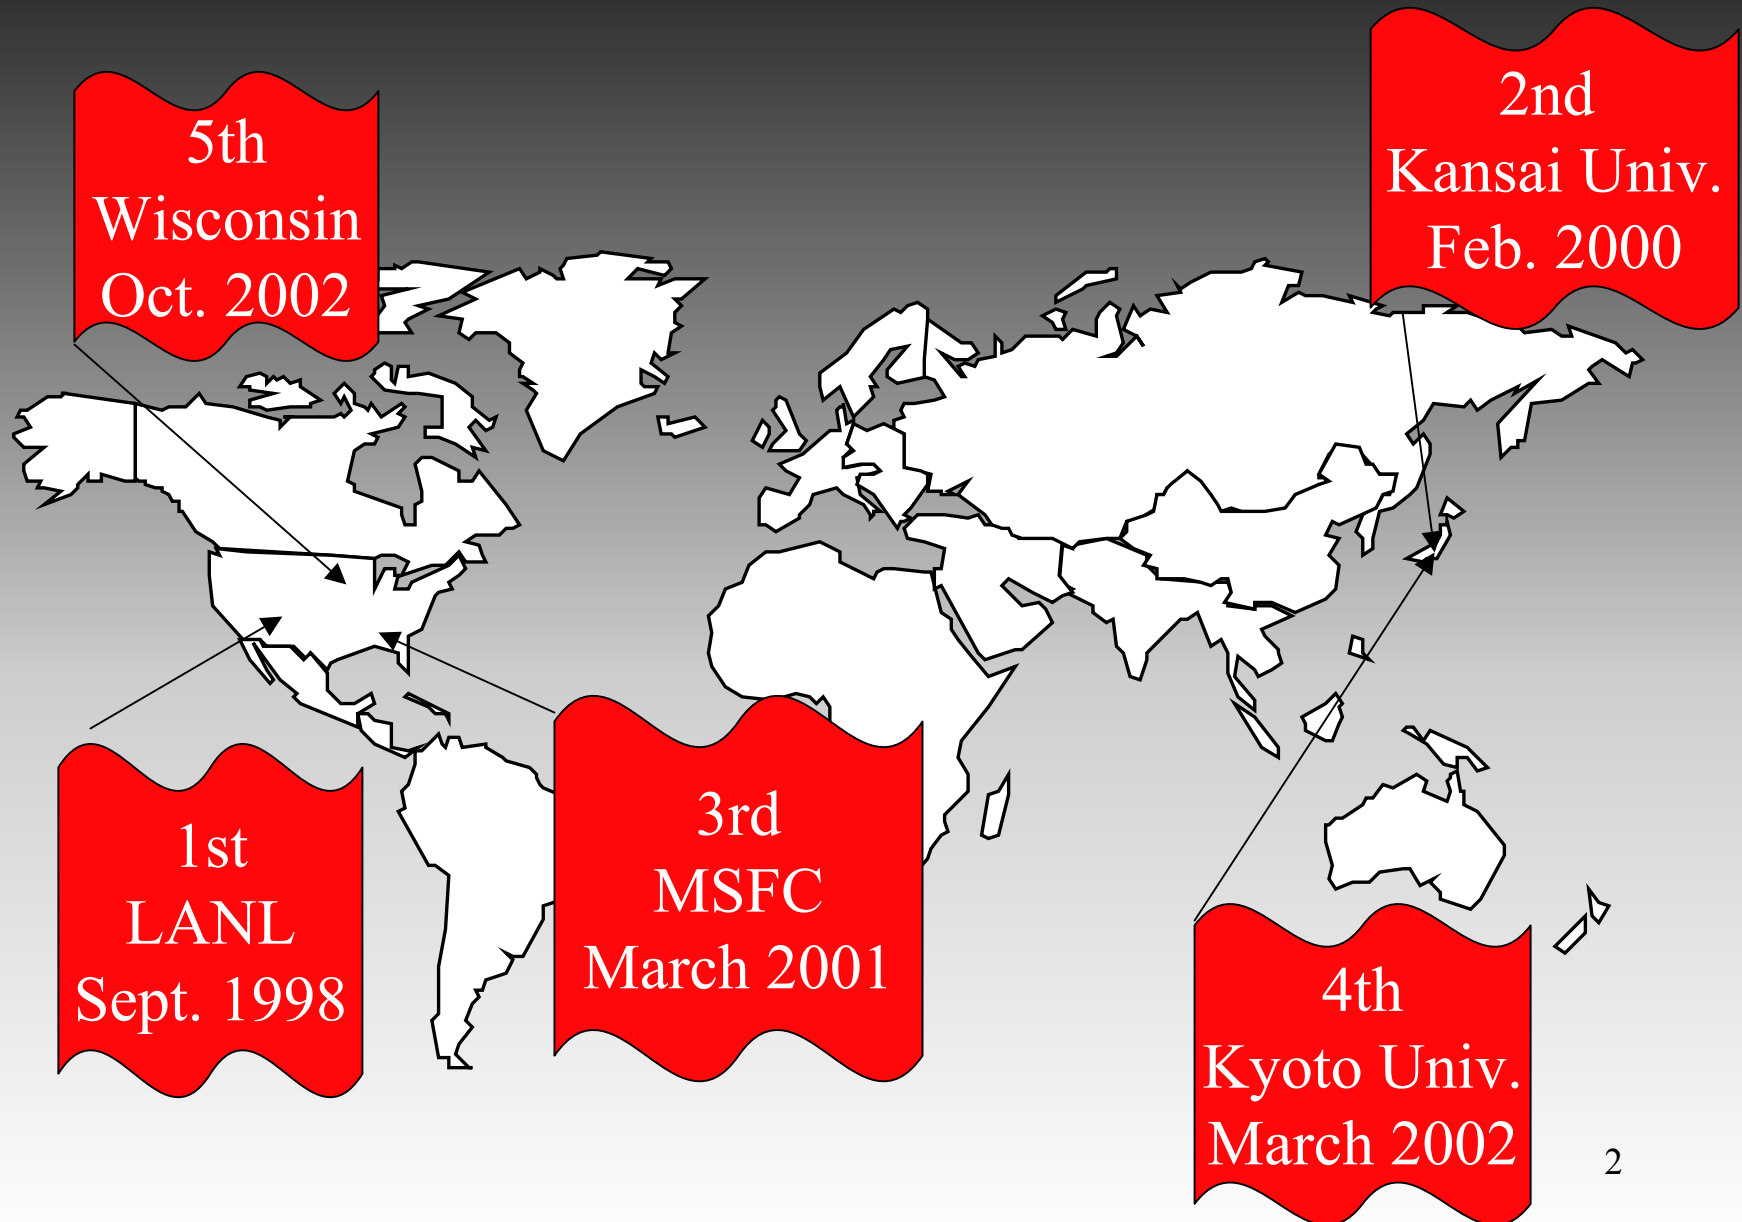 5th
Wisconsin
Oct. 2002
2nd
Kansai Univ.
Feb. 2000
1st
LANL
Sept. 1998
3rd
MSFC
March 2001
4th
Kyoto Univ.
March 2002
2